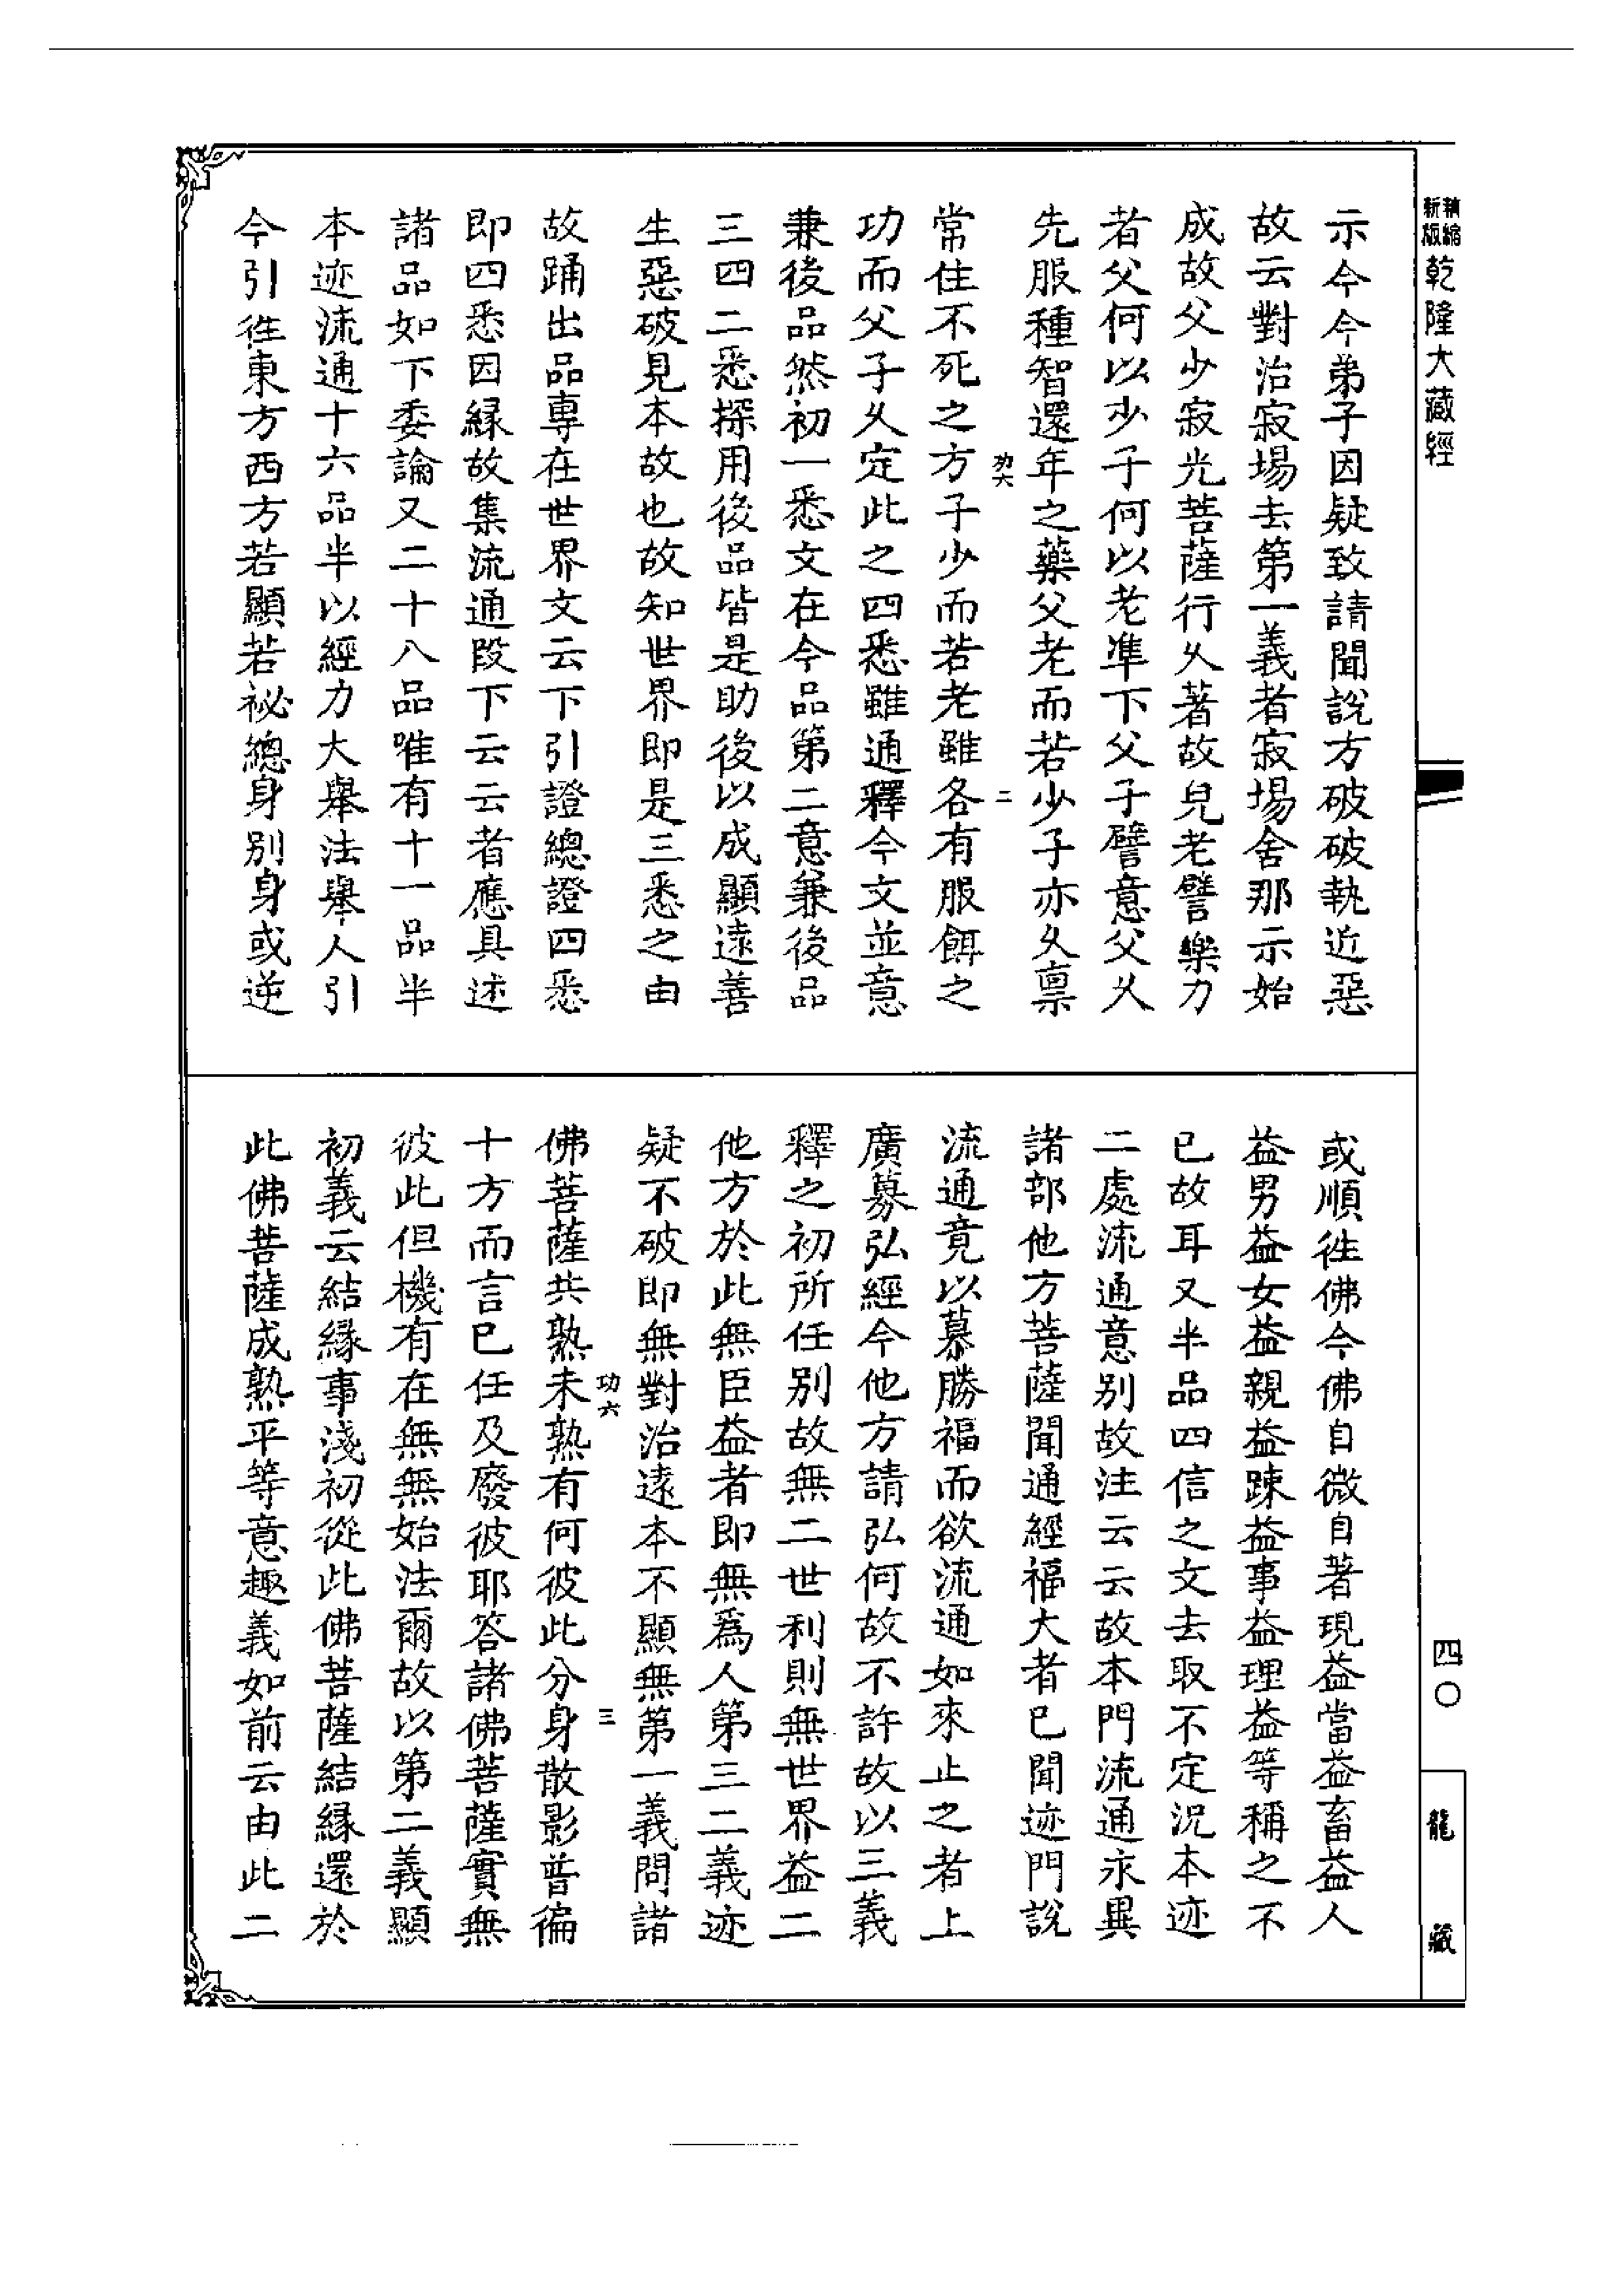 精縮
新版
乾隆大藏經
示今今弟子因疑致請聞說方破破執近惡
故云對治寂場去第一義者寂場舍那示始
成故父少寂光菩薩行久著故兒老譬樂力
者父何以少子何以老準下父子譬意父久
先服種智還年之藥父老而若少子亦久稟
功六
二
常住不死之方子少而若老雖各有服餌之
功而父子久定此之四悉雖通釋今文並意
兼後品然初一悉文在今品第二意兼後品
三四二悉探用後品皆是助後以成顯遠善
生惡破見本故也故知世界即是三悉之由
故踊出品專在世界文云下引證總證四悉
即四悉因緣故集流通段下云云者應具述
諸品如下委論又二十八品唯有十一品半
本迹流通十六品半以經力大舉法舉人引
今引徃東方西方若顯若祕總身別身或逆
或順徃佛今佛自微自著現益當益畜益人
益男益女益親益踈益事益理益等稱之不
已故耳又半品四信之文去取不定況本迹
二處流通意別故注云云故本門流通永異
諸部他方菩薩聞通經福大者已聞迹門說
流通竟以慕勝福而欲流通如來止之者上
廣募弘經今他方請弘何故不許故以三義
釋之初所任別故無二世利則無世界益二
他方於此無臣益者即無爲人第三二義迹
疑不破即無對治遠本不顯無第一義問諸
功六
三
佛菩薩共熟未熟有何彼此分身散影普徧
十方而言已任及廢彼耶答諸佛菩薩實無
彼此但機有在無無始法爾故以第二義顯
初義云結緣事淺初從此佛菩薩結緣還於
此佛菩薩成熟平等意趣義如前云由此二
四〇
龍藏